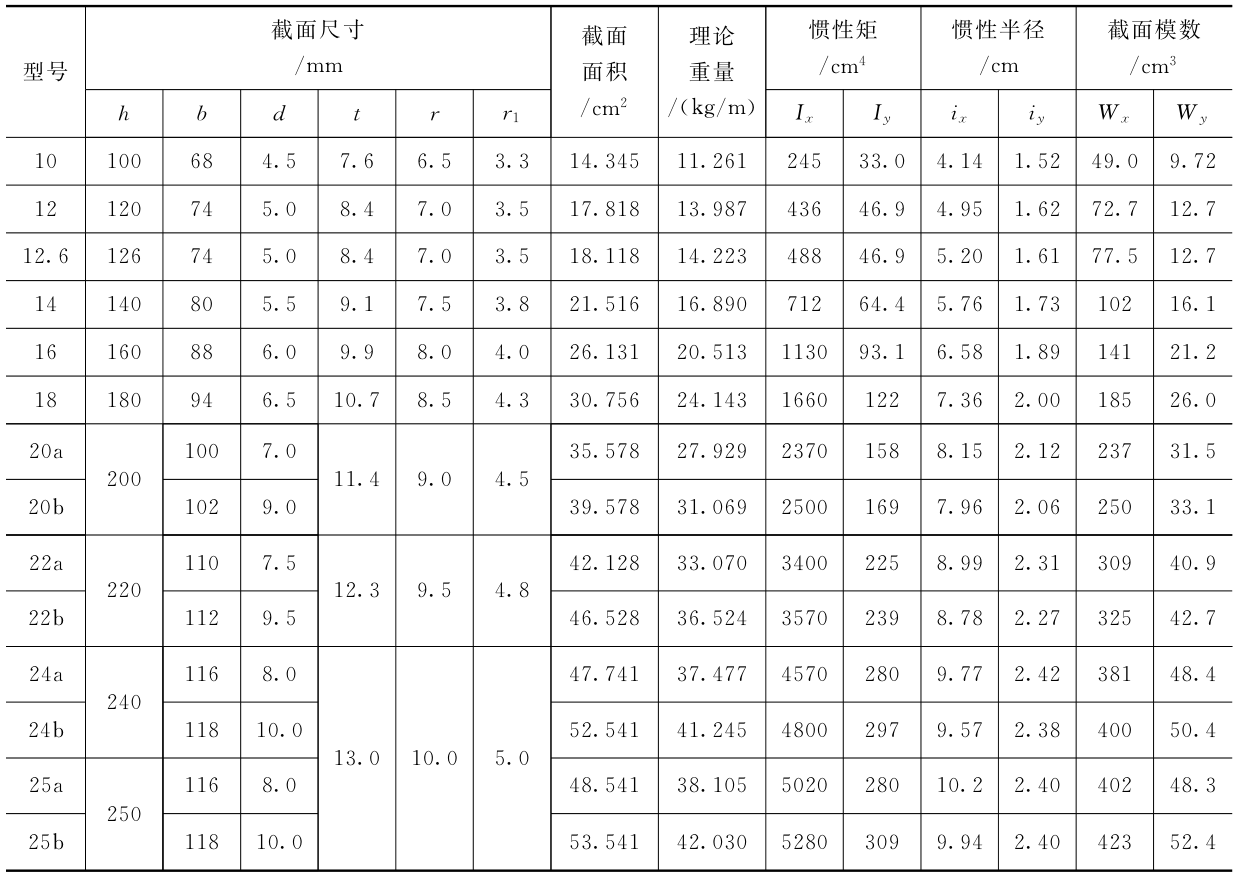 型号 截面尺寸 /mm 截面面积 /cm² 理论重量 /(kg/m) 惯性矩 /cm⁴ 惯性半径 /cm 截面模数 /cm³
h b d t r r₁ Iₓ I_y iₓ i_y Wₓ W_y
10 100 68 4.5 7.6 6.5 3.3 14.345 11.261 245 33.0 4.14 1.52 49.0 9.72
12 120 74 5.0 8.4 7.0 3.5 17.818 13.987 436 46.9 4.95 1.62 72.7 12.7
12.6 126 74 5.0 8.4 7.0 3.5 18.118 14.223 488 46.9 5.20 1.61 77.5 12.7
14 140 80 5.5 9.1 7.5 3.8 21.516 16.890 712 64.4 5.76 1.73 102 16.1
16 160 88 6.0 9.9 8.0 4.0 26.131 20.513 1130 93.1 6.58 1.89 141 21.2
18 180 94 6.5 10.7 8.5 4.3 30.756 24.143 1660 122 7.36 2.00 185 26.0
20a 200 100 7.0 11.4 9.0 4.5 35.578 27.929 2370 158 8.15 2.12 237 31.5
20b 102 9.0 39.578 31.069 2500 169 7.96 2.06 250 33.1
22a 220 110 7.5 12.3 9.5 4.8 42.128 33.070 3400 225 8.99 2.31 309 40.9
22b 112 9.5 46.528 36.524 3570 239 8.78 2.27 325 42.7
24a 240 116 8.0 13.0 10.0 5.0 47.741 37.477 4570 280 9.77 2.42 381 48.4
24b 118 10.0 52.541 41.245 4800 297 9.57 2.38 400 50.4
25a 250 116 8.0 48.541 38.105 5020 280 10.2 2.40 402 48.3
25b 118 10.0 53.541 42.030 5280 309 9.94 2.40 423 52.4